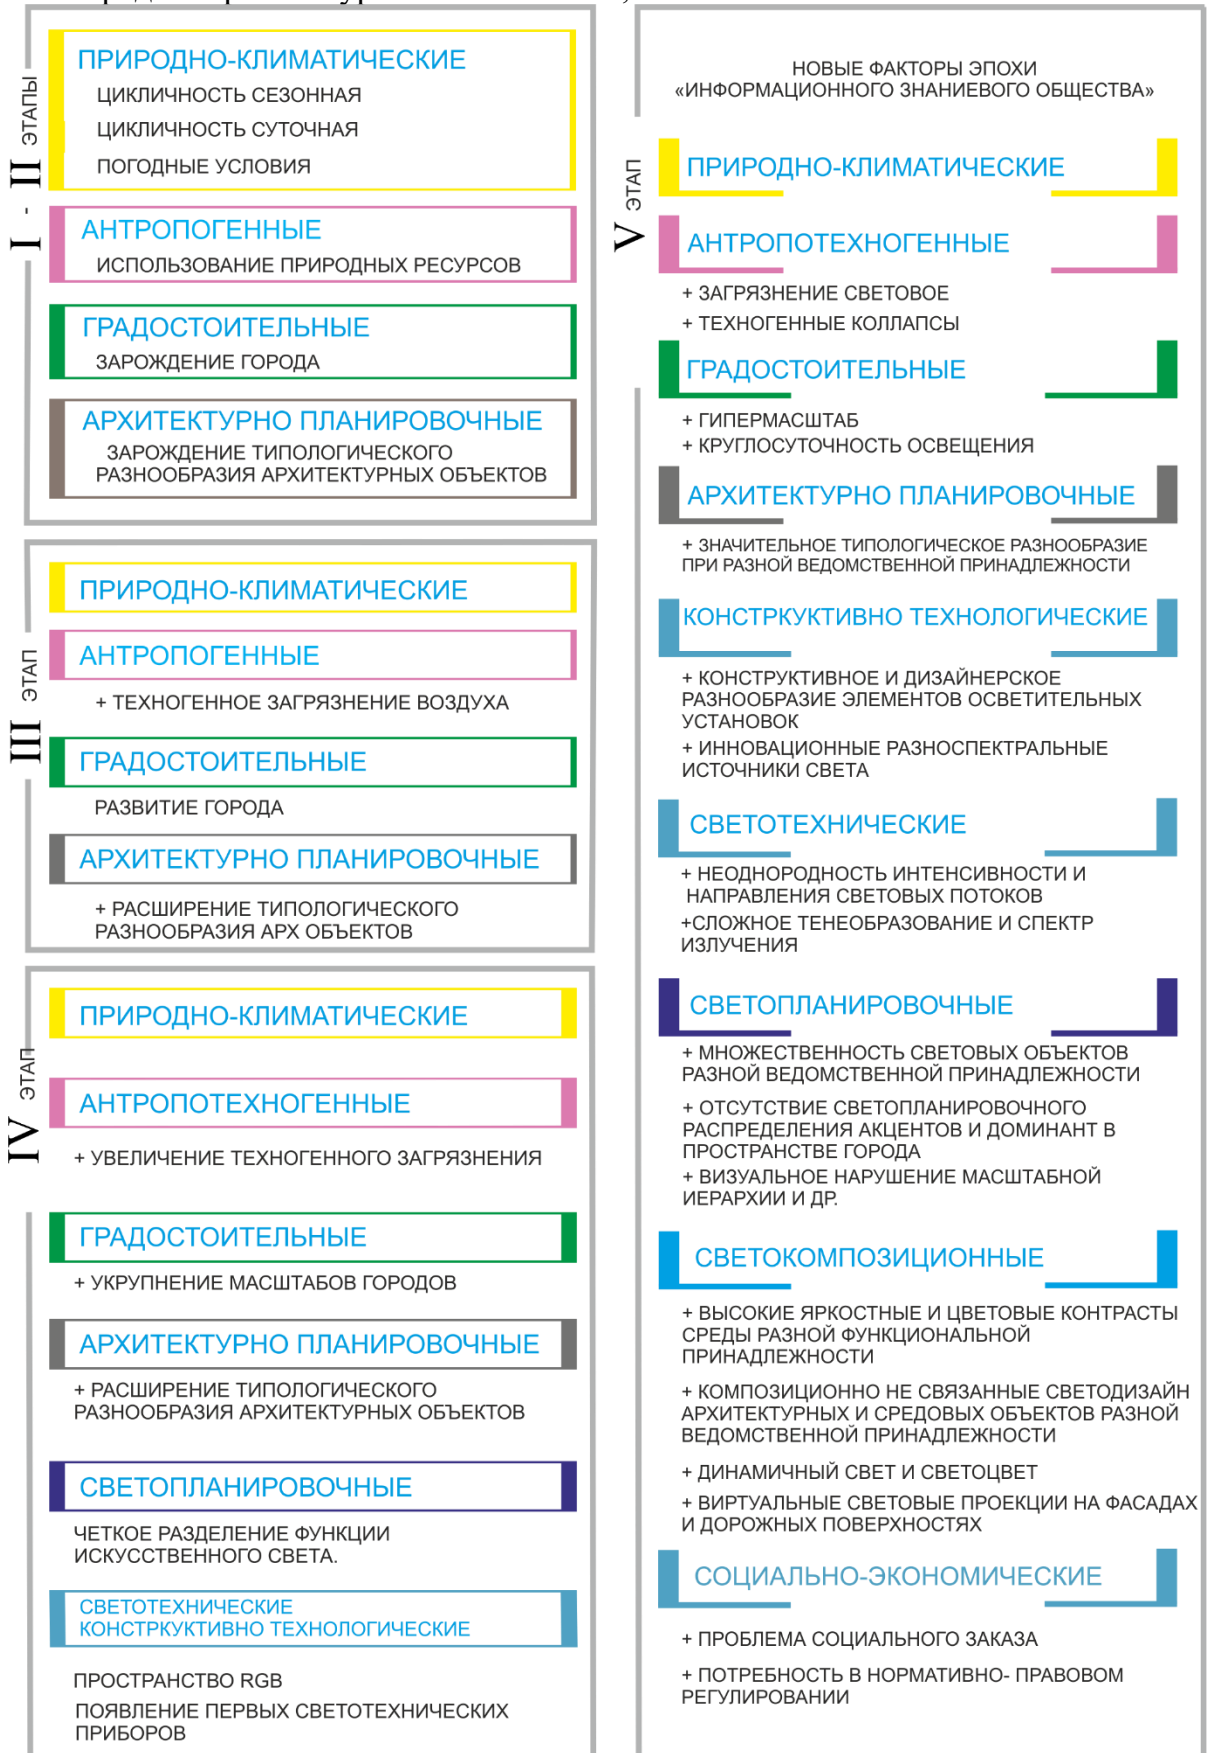 I - II ЭТАПЫ
ПРИРОДНО-КЛИМАТИЧЕСКИЕ
ЦИКЛИЧНОСТЬ СЕЗОННАЯ
ЦИКЛИЧНОСТЬ СУТОЧНАЯ
ПОГОДНЫЕ УСЛОВИЯ
АНТРОПОГЕННЫЕ
ИСПОЛЬЗОВАНИЕ ПРИРОДНЫХ РЕСУРСОВ
ГРАДОСТОИТЕЛЬНЫЕ
ЗАРОЖДЕНИЕ ГОРОДА
АРХИТЕКТУРНО ПЛАНИРОВОЧНЫЕ
ЗАРОЖДЕНИЕ ТИПОЛОГИЧЕСКОГО
РАЗНООБРАЗИЯ АРХИТЕКТУРНЫХ ОБЪЕКТОВ
III ЭТАП
ПРИРОДНО-КЛИМАТИЧЕСКИЕ
АНТРОПОГЕННЫЕ
+ ТЕХНОГЕННОЕ ЗАГРЯЗНЕНИЕ ВОЗДУХА
ГРАДОСТОИТЕЛЬНЫЕ
РАЗВИТИЕ ГОРОДА
АРХИТЕКТУРНО ПЛАНИРОВОЧНЫЕ
+ РАСШИРЕНИЕ ТИПОЛОГИЧЕСКОГО
РАЗНООБРАЗИЯ АРХ ОБЪЕКТОВ
IV ЭТАП
ПРИРОДНО-КЛИМАТИЧЕСКИЕ
АНТРОПОТЕХНОГЕННЫЕ
+ УВЕЛИЧЕНИЕ ТЕХНОГЕННОГО ЗАГРЯЗНЕНИЯ
ГРАДОСТОИТЕЛЬНЫЕ
+ УКРУПНЕНИЕ МАСШТАБОВ ГОРОДОВ
АРХИТЕКТУРНО ПЛАНИРОВОЧНЫЕ
+ РАСШИРЕНИЕ ТИПОЛОГИЧЕСКОГО
РАЗНООБРАЗИЯ АРХИТЕКТУРНЫХ ОБЪЕКТОВ
СВЕТОПЛАНИРОВОЧНЫЕ
ЧЕТКОЕ РАЗДЕЛЕНИЕ ФУНКЦИИ
ИСКУССТВЕННОГО СВЕТА.
СВЕТОТЕХНИЧЕСКИЕ
КОНСТРКУКТИВНО ТЕХНОЛОГИЧЕСКИЕ
ПРОСТРАНСТВО RGB
ПОЯВЛЕНИЕ ПЕРВЫХ СВЕТОТЕХНИЧЕСКИХ
ПРИБОРОВ
V ЭТАП
НОВЫЕ ФАКТОРЫ ЭПОХИ
«ИНФОРМАЦИОННОГО ЗНАНИЕВОГО ОБЩЕСТВА»
ПРИРОДНО-КЛИМАТИЧЕСКИЕ
АНТРОПОТЕХНОГЕННЫЕ
+ ЗАГРЯЗНЕНИЕ СВЕТОВОЕ
+ ТЕХНОГЕННЫЕ КОЛЛАПСЫ
ГРАДОСТОИТЕЛЬНЫЕ
+ ГИПЕРМАСШТАБ
+ КРУГЛОСУТОЧНОСТЬ ОСВЕЩЕНИЯ
АРХИТЕКТУРНО ПЛАНИРОВОЧНЫЕ
+ ЗНАЧИТЕЛЬНОЕ ТИПОЛОГИЧЕСКОЕ РАЗНООБРАЗИЕ
ПРИ РАЗНОЙ ВЕДОМСТВЕННОЙ ПРИНАДЛЕЖНОСТИ
КОНСТРКУКТИВНО ТЕХНОЛОГИЧЕСКИЕ
+ КОНСТРУКТИВНОЕ И ДИЗАЙНЕРСКОЕ
РАЗНООБРАЗИЕ ЭЛЕМЕНТОВ ОСВЕТИТЕЛЬНЫХ
УСТАНОВОК
+ ИННОВАЦИОННЫЕ РАЗНОСПЕКТРАЛЬНЫЕ
ИСТОЧНИКИ СВЕТА
СВЕТОТЕХНИЧЕСКИЕ
+ НЕОДНОРОДНОСТЬ ИНТЕНСИВНОСТИ И
НАПРАВЛЕНИЯ СВЕТОВЫХ ПОТОКОВ
+СЛОЖНОЕ ТЕНЕОБРАЗОВАНИЕ И СПЕКТР
ИЗЛУЧЕНИЯ
СВЕТОПЛАНИРОВОЧНЫЕ
+ МНОЖЕСТВЕННОСТЬ СВЕТОВЫХ ОБЪЕКТОВ
РАЗНОЙ ВЕДОМСТВЕННОЙ ПРИНАДЛЕЖНОСТИ
+ ОТСУТСТВИЕ СВЕТОПЛАНИРОВОЧНОГО
РАСПРЕДЕЛЕНИЯ АКЦЕНТОВ И ДОМИНАНТ В
ПРОСТРАНСТВЕ ГОРОДА
+ ВИЗУАЛЬНОЕ НАРУШЕНИЕ МАСШТАБНОЙ
ИЕРАРХИИ И ДР.
СВЕТОКОМПОЗИЦИОННЫЕ
+ ВЫСОКИЕ ЯРКОСТНЫЕ И ЦВЕТОВЫЕ КОНТРАСТЫ
СРЕДЫ РАЗНОЙ ФУНКЦИОНАЛЬНОЙ
ПРИНАДЛЕЖНОСТИ
+ КОМПОЗИЦИОННО НЕ СВЯЗАННЫЕ СВЕТОДИЗАЙН
АРХИТЕКТУРНЫХ И СРЕДОВЫХ ОБЪЕКТОВ РАЗНОЙ
ВЕДОМСТВЕННОЙ ПРИНАДЛЕЖНОСТИ
+ ДИНАМИЧНЫЙ СВЕТ И СВЕТОЦВЕТ
+ ВИРТУАЛЬНЫЕ СВЕТОВЫЕ ПРОЕКЦИИ НА ФАСАДАХ
И ДОРОЖНЫХ ПОВЕРХНОСТЯХ
СОЦИАЛЬНО-ЭКОНОМИЧЕСКИЕ
+ ПРОБЛЕМА СОЦИАЛЬНОГО ЗАКАЗА
+ ПОТРЕБНОСТЬ В НОРМАТИВНО- ПРАВОВОМ
РЕГУЛИРОВАНИИ